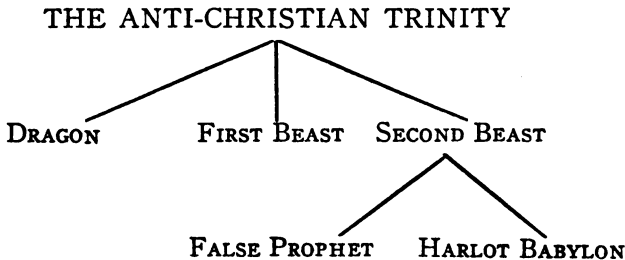 THE ANTI-CHRISTIAN TRINITY
DRAGON FIRST BEAST SECOND BEAST
FALSE PROPHET HARLOT BABYLON